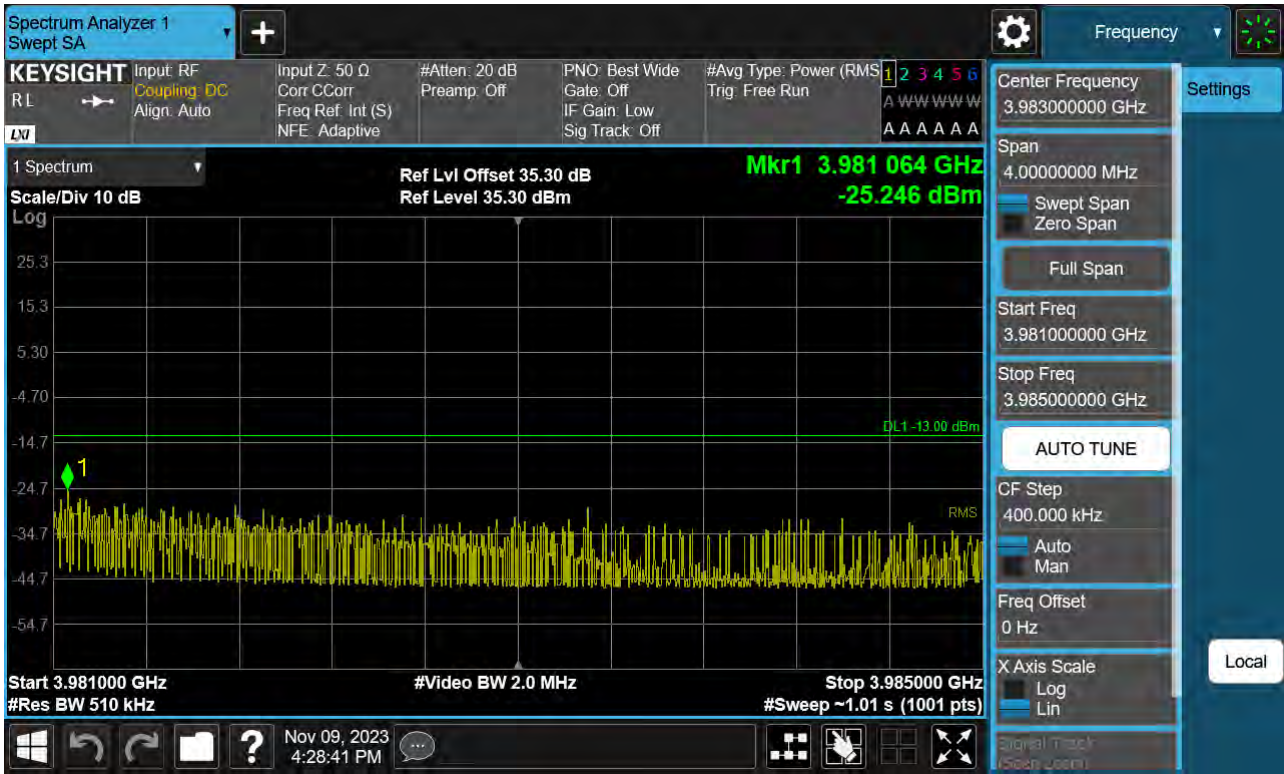 Spectrum Analyzer 1
Swept SA
Frequency
KEYSIGHT
RL
LXI
Input: RF
Coupling: DC
Align: Auto
Input Z: 50 Ω
Corr CCorr
Freq Ref: Int (S)
NFE: Adaptive
#Atten: 20 dB
Preamp: Off
PNO: Best Wide
Gate: Off
IF Gain: Low
Sig Track: Off
#Avg Type: Power (RMS
Trig: Free Run
1 2 3 4 5 6
A W W W W W
A A A A A A
1 Spectrum
Scale/Div 10 dB
Log
Ref Lvl Offset 35.30 dB
Ref Level 35.30 dBm
Mkr1 3.981 064 GHz
-25.246 dBm
25.3
15.3
5.30
-4.70
-14.7
-24.7
-34.7
-44.7
-54.7
DL1 -13.00 dBm
1
RMS
Start 3.981000 GHz
#Res BW 510 kHz
#Video BW 2.0 MHz
Stop 3.985000 GHz
#Sweep ~1.01 s (1001 pts)
Center Frequency
3.983000000 GHz
Settings
Span
4.00000000 MHz
Swept Span
Zero Span
Full Span
Start Freq
3.981000000 GHz
Stop Freq
3.985000000 GHz
AUTO TUNE
CF Step
400.000 kHz
Auto
Man
Freq Offset
0 Hz
X Axis Scale
Log
Lin
Local
Signal Track
(Span Zoom)
?
Nov 09, 2023
4:28:41 PM